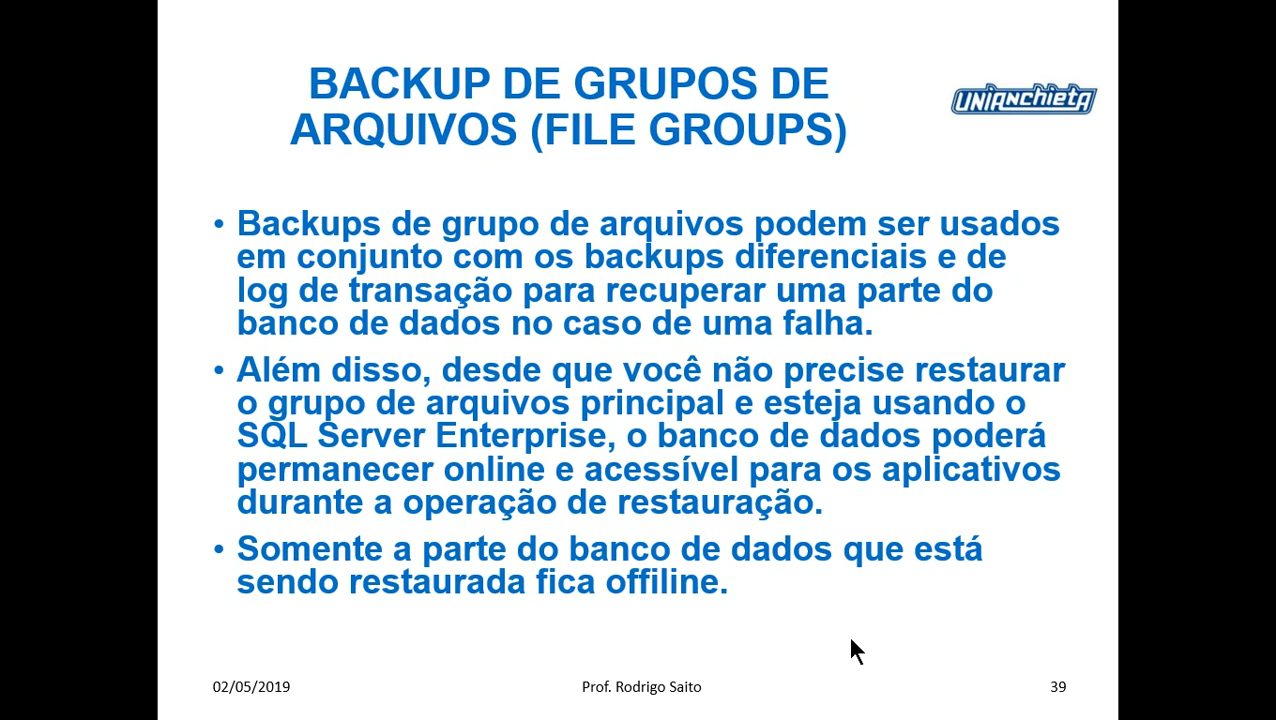 BACKUP DE GRUPOS DE
ARQUIVOS (FILE GROUPS)
UNIANCHIETA
• Backups de grupo de arquivos podem ser usados
em conjunto com os backups diferenciais e de
log de transação para recuperar uma parte do
banco de dados no caso de uma falha.
• Além disso, desde que você não precise restaurar
o grupo de arquivos principal e esteja usando o
SQL Server Enterprise, o banco de dados poderá
permanecer online e acessível para os aplicativos
durante a operação de restauração.
• Somente a parte do banco de dados que está
sendo restaurada fica offiline.
02/05/2019
Prof. Rodrigo Saito
39